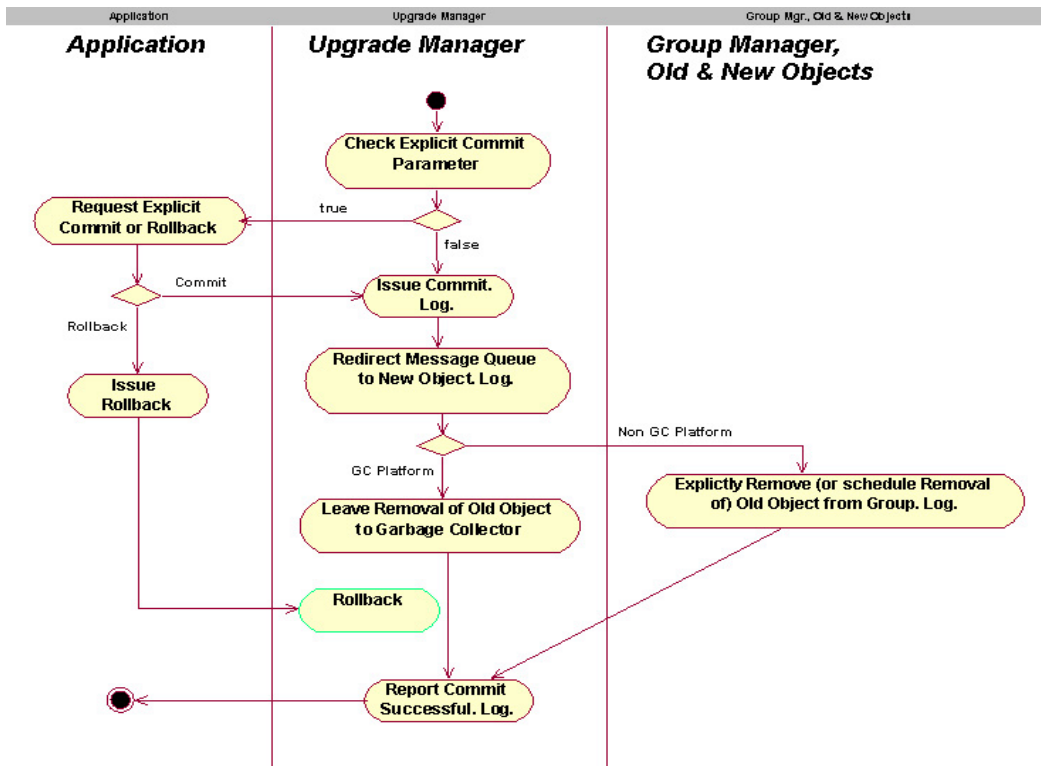 Application
Upgrade Manager
Group Mgr., Old & New Objects
Application
Upgrade Manager
Group Manager,
Old & New Objects
Check Explicit Commit
Parameter
Request Explicit
Commit or Rollback
true
false
Commit
Issue Commit.
Log.
Rollback
Redirect Message Queue
to New Object. Log.
Issue
Rollback
Non GC Platform
GC Platform
Explictly Remove (or schedule Removal
of) Old Object from Group. Log.
Leave Removal of Old Object
to Garbage Collector
Rollback
Report Commit
Successful. Log.